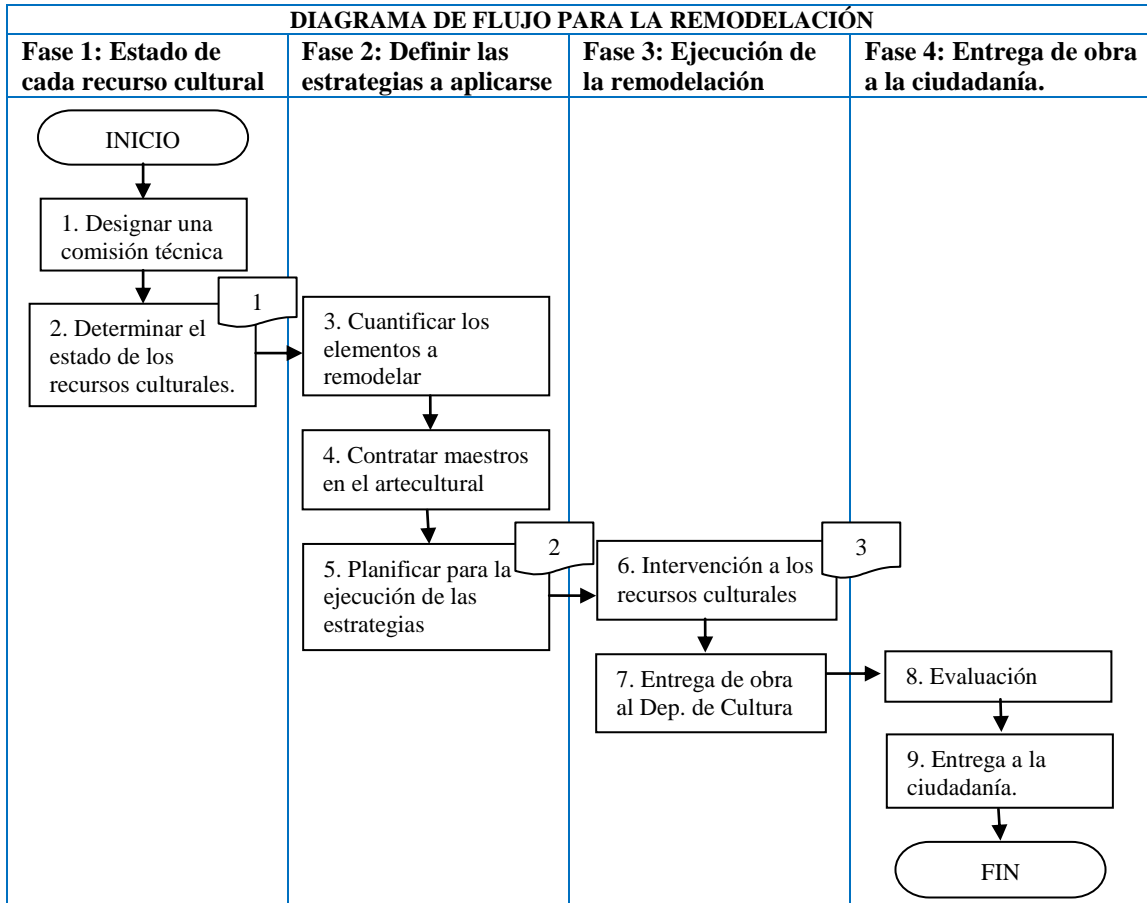 DIAGRAMA DE FLUJO PARA LA REMODELACIÓN
Fase 1: Estado de
cada recurso cultural
Fase 2: Definir las
estrategias a aplicarse
Fase 3: Ejecución de
la remodelación
Fase 4: Entrega de obra
a la ciudadanía.
INICIO
1. Designar una
comisión técnica
1
2. Determinar el
estado de los
recursos culturales.
3. Cuantificar los
elementos a
remodelar
4. Contratar maestros
en el artecultural
2
5. Planificar para la
ejecución de las
estrategias
3
6. Intervención a los
recursos culturales
7. Entrega de obra
al Dep. de Cultura
8. Evaluación
9. Entrega a la
ciudadanía.
FIN